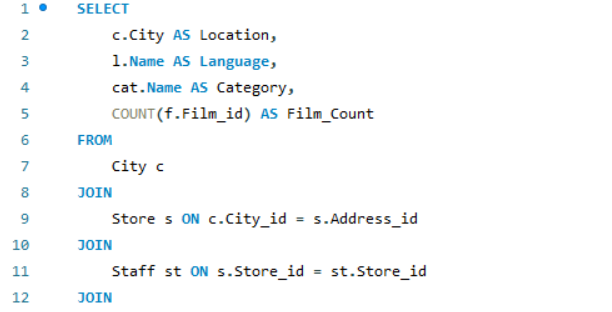 1 SELECT
2 c.City AS Location,
3 l.Name AS Language,
4 cat.Name AS Category,
5 COUNT(f.Film_id) AS Film_Count
6 FROM
7 City c
8 JOIN
9 Store s ON c.City_id = s.Address_id
10 JOIN
11 Staff st ON s.Store_id = st.Store_id
12 JOIN